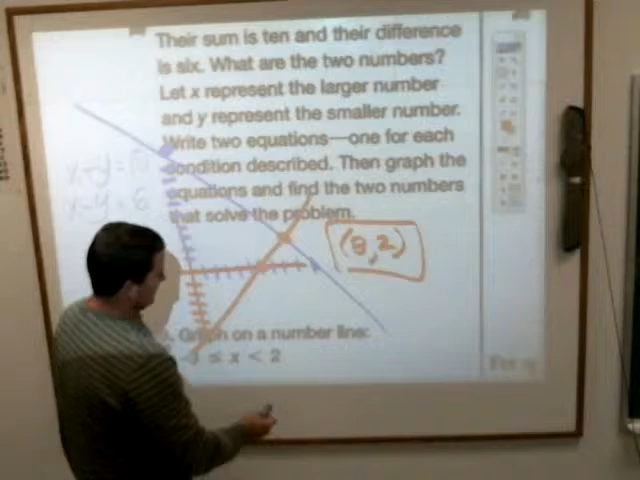 Their sum is ten and their difference
is six. What are the two numbers?
Let x represent the larger number
and y represent the smaller number.
Write two equations—one for each
condition described. Then graph the
equations and find the two numbers
that solve the problem.
x+y=10
x-y=6
(8,2)
Graph on a number line:
≤ x < 2